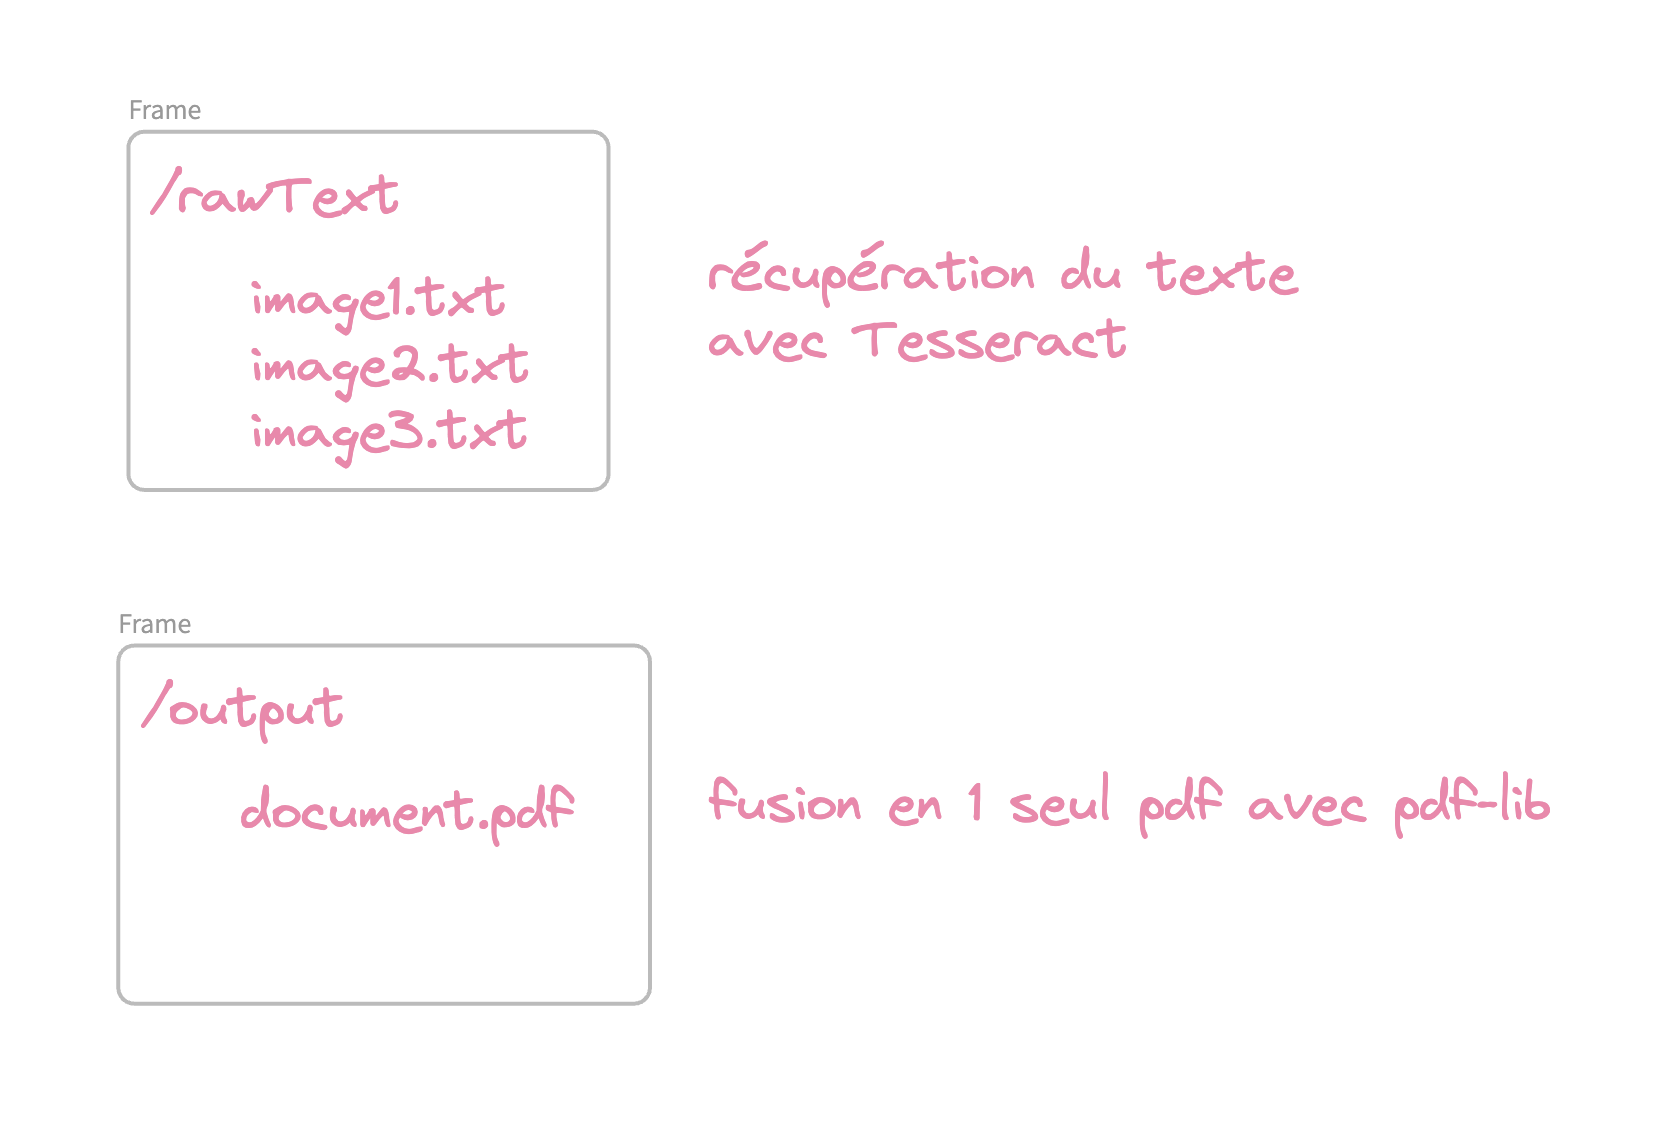 Frame
/rawText
image1.txt
image2.txt
image3.txt
récupération du texte
avec Tesseract
Frame
/output
document.pdf
fusion en 1 seul pdf avec pdf-lib